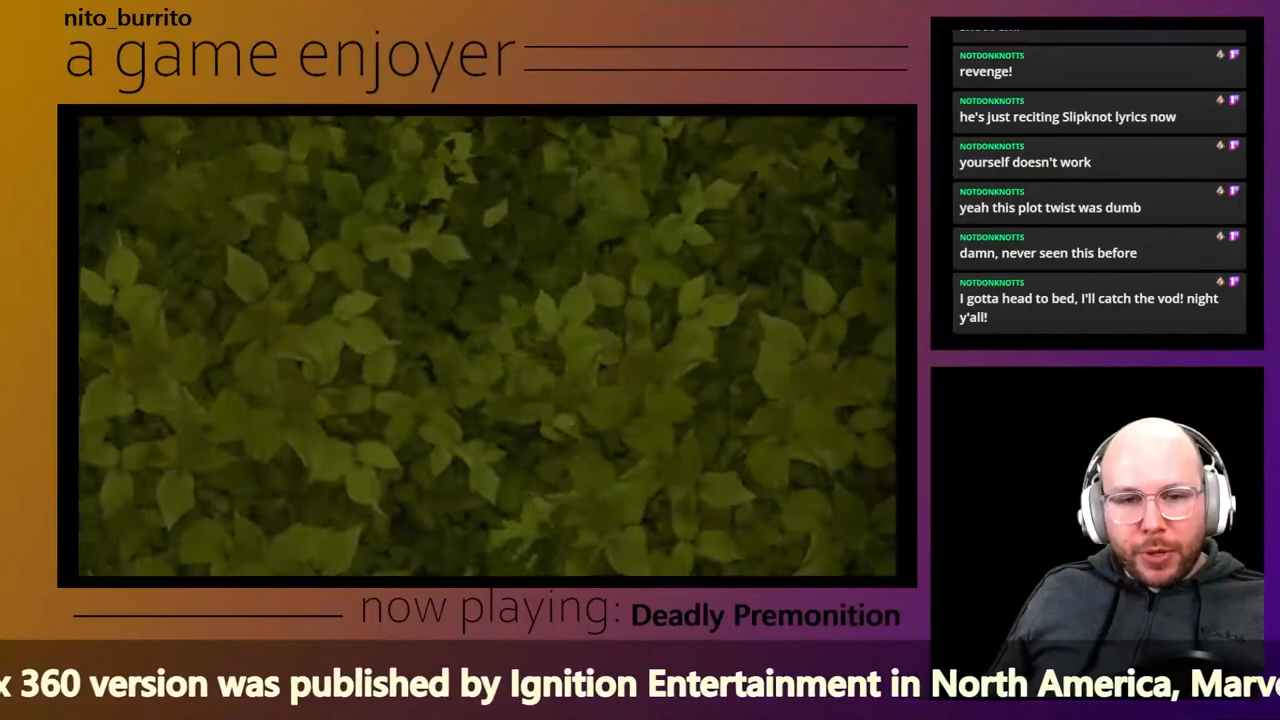 nito_burrito
a game enjoyer
NOTDONKNOTTS
revenge!
NOTDONKNOTTS
he's just reciting Slipknot lyrics now
NOTDONKNOTTS
yourself doesn't work
NOTDONKNOTTS
yeah this plot twist was dumb
NOTDONKNOTTS
damn, never seen this before
NOTDONKNOTTS
I gotta head to bed, I'll catch the vod! night
y'all!
now playing: Deadly Premonition
x 360 version was published by Ignition Entertainment in North America, Marv